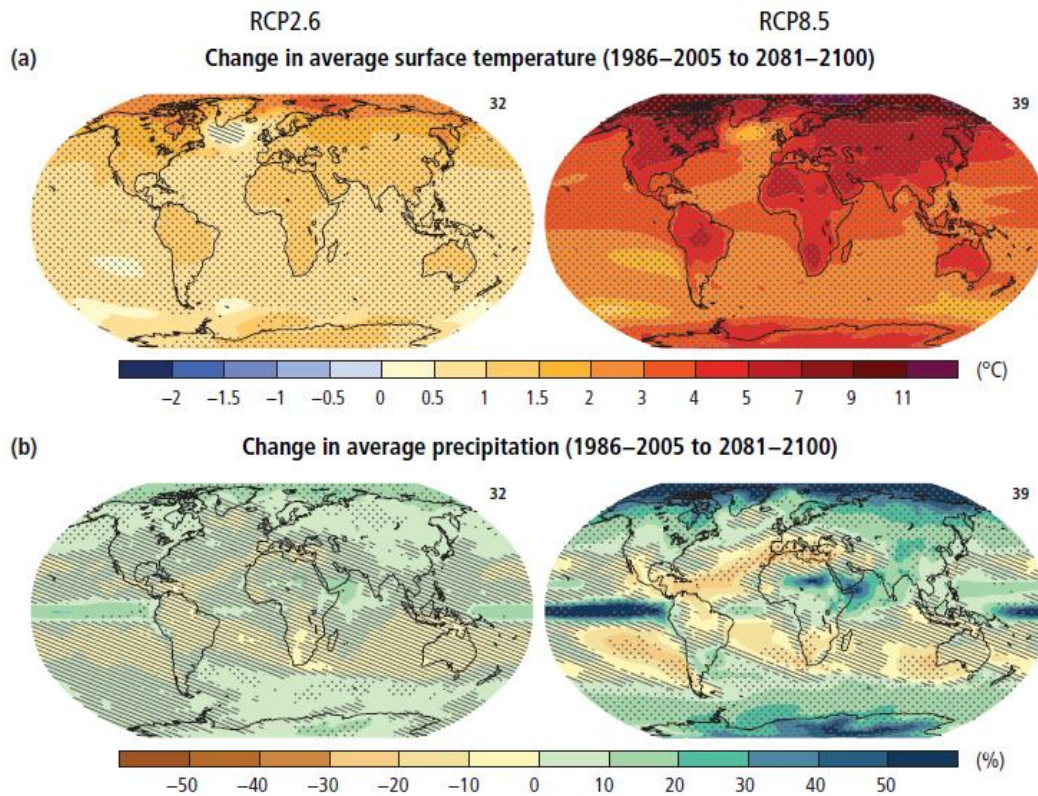 RCP2.6 RCP8.5
(a) Change in average surface temperature (1986–2005 to 2081–2100)
32 39
(°C)
−2 −1.5 −1 −0.5 0 0.5 1 1.5 2 3 4 5 7 9 11
(b) Change in average precipitation (1986–2005 to 2081–2100)
32 39
(%)
−50 −40 −30 −20 −10 0 10 20 30 40 50